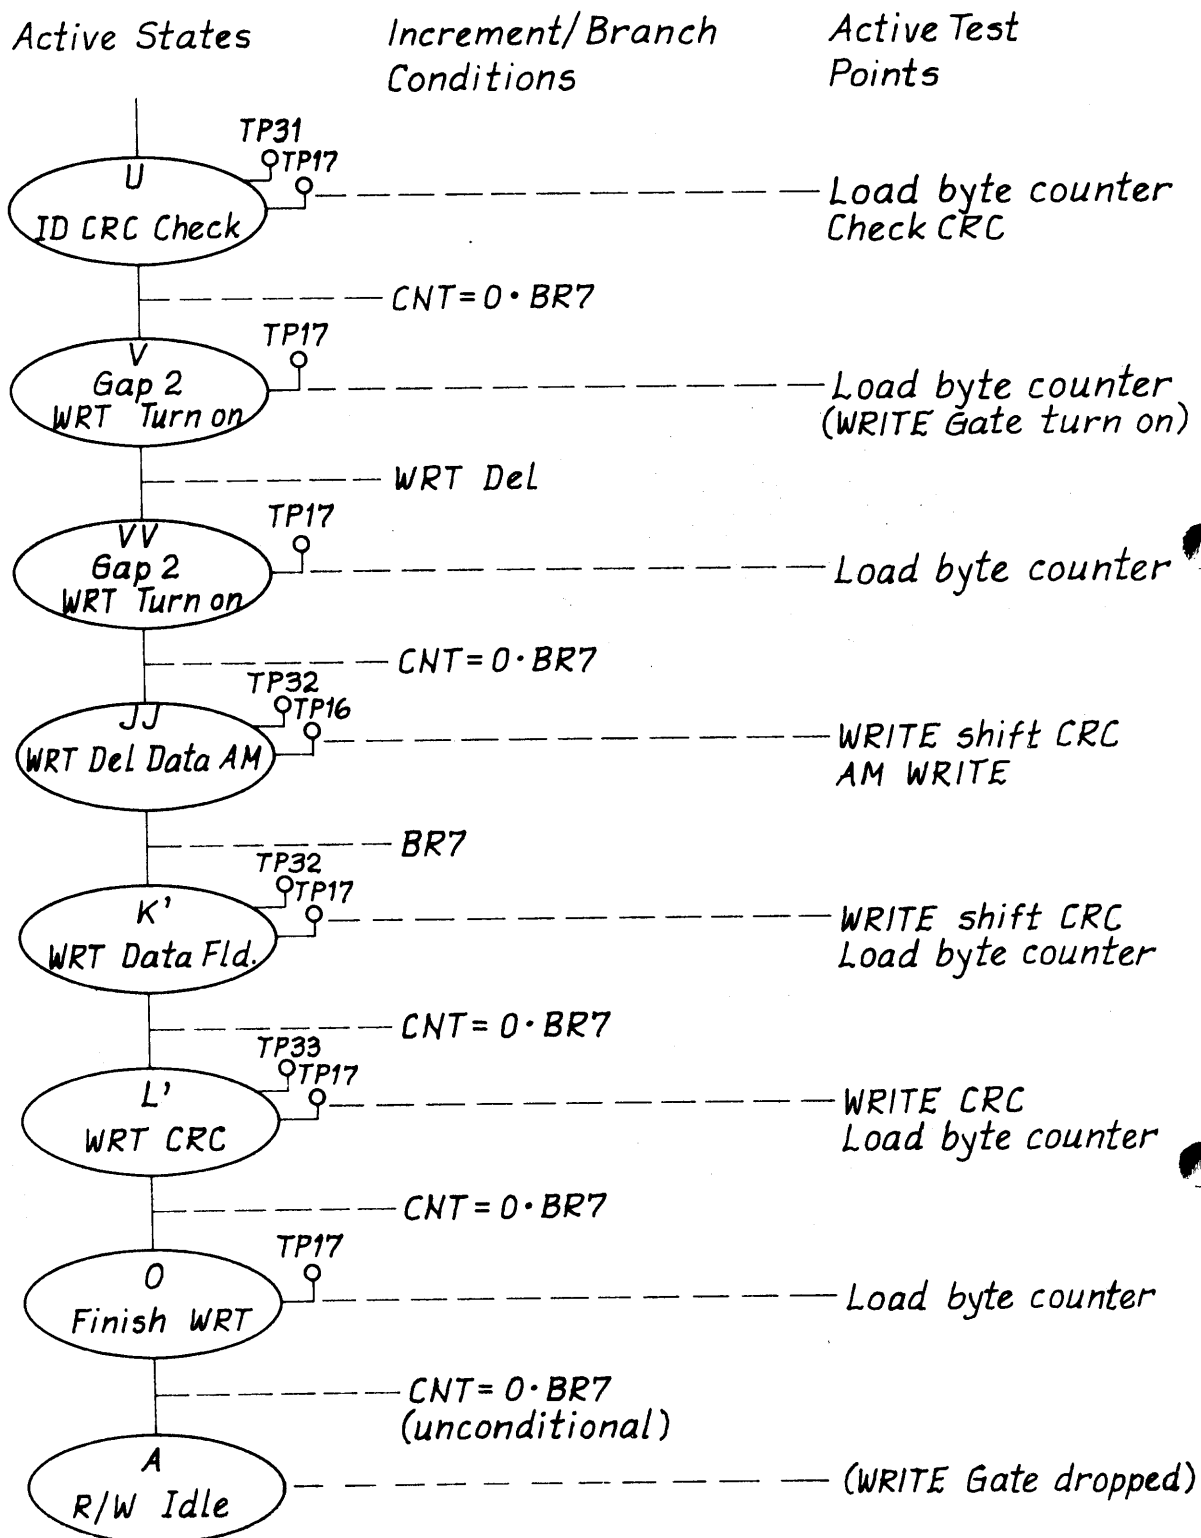 Active States
Increment/Branch
Conditions
Active Test
Points
TP31
TP17
U
ID CRC Check
Load byte counter
Check CRC
CNT=0·BR7
TP17
V
Gap 2
WRT Turn on
Load byte counter
(WRITE Gate turn on)
WRT Del
TP17
VV
Gap 2
WRT Turn on
Load byte counter
CNT=0·BR7
TP32
TP16
JJ
WRT Del Data AM
WRITE shift CRC
AM WRITE
BR7
TP32
TP17
K'
WRT Data Fld.
WRITE shift CRC
Load byte counter
CNT=0·BR7
TP33
TP17
L'
WRT CRC
WRITE CRC
Load byte counter
CNT=0·BR7
TP17
O
Finish WRT
Load byte counter
CNT=0·BR7
(unconditional)
A
R/W Idle
(WRITE Gate dropped)